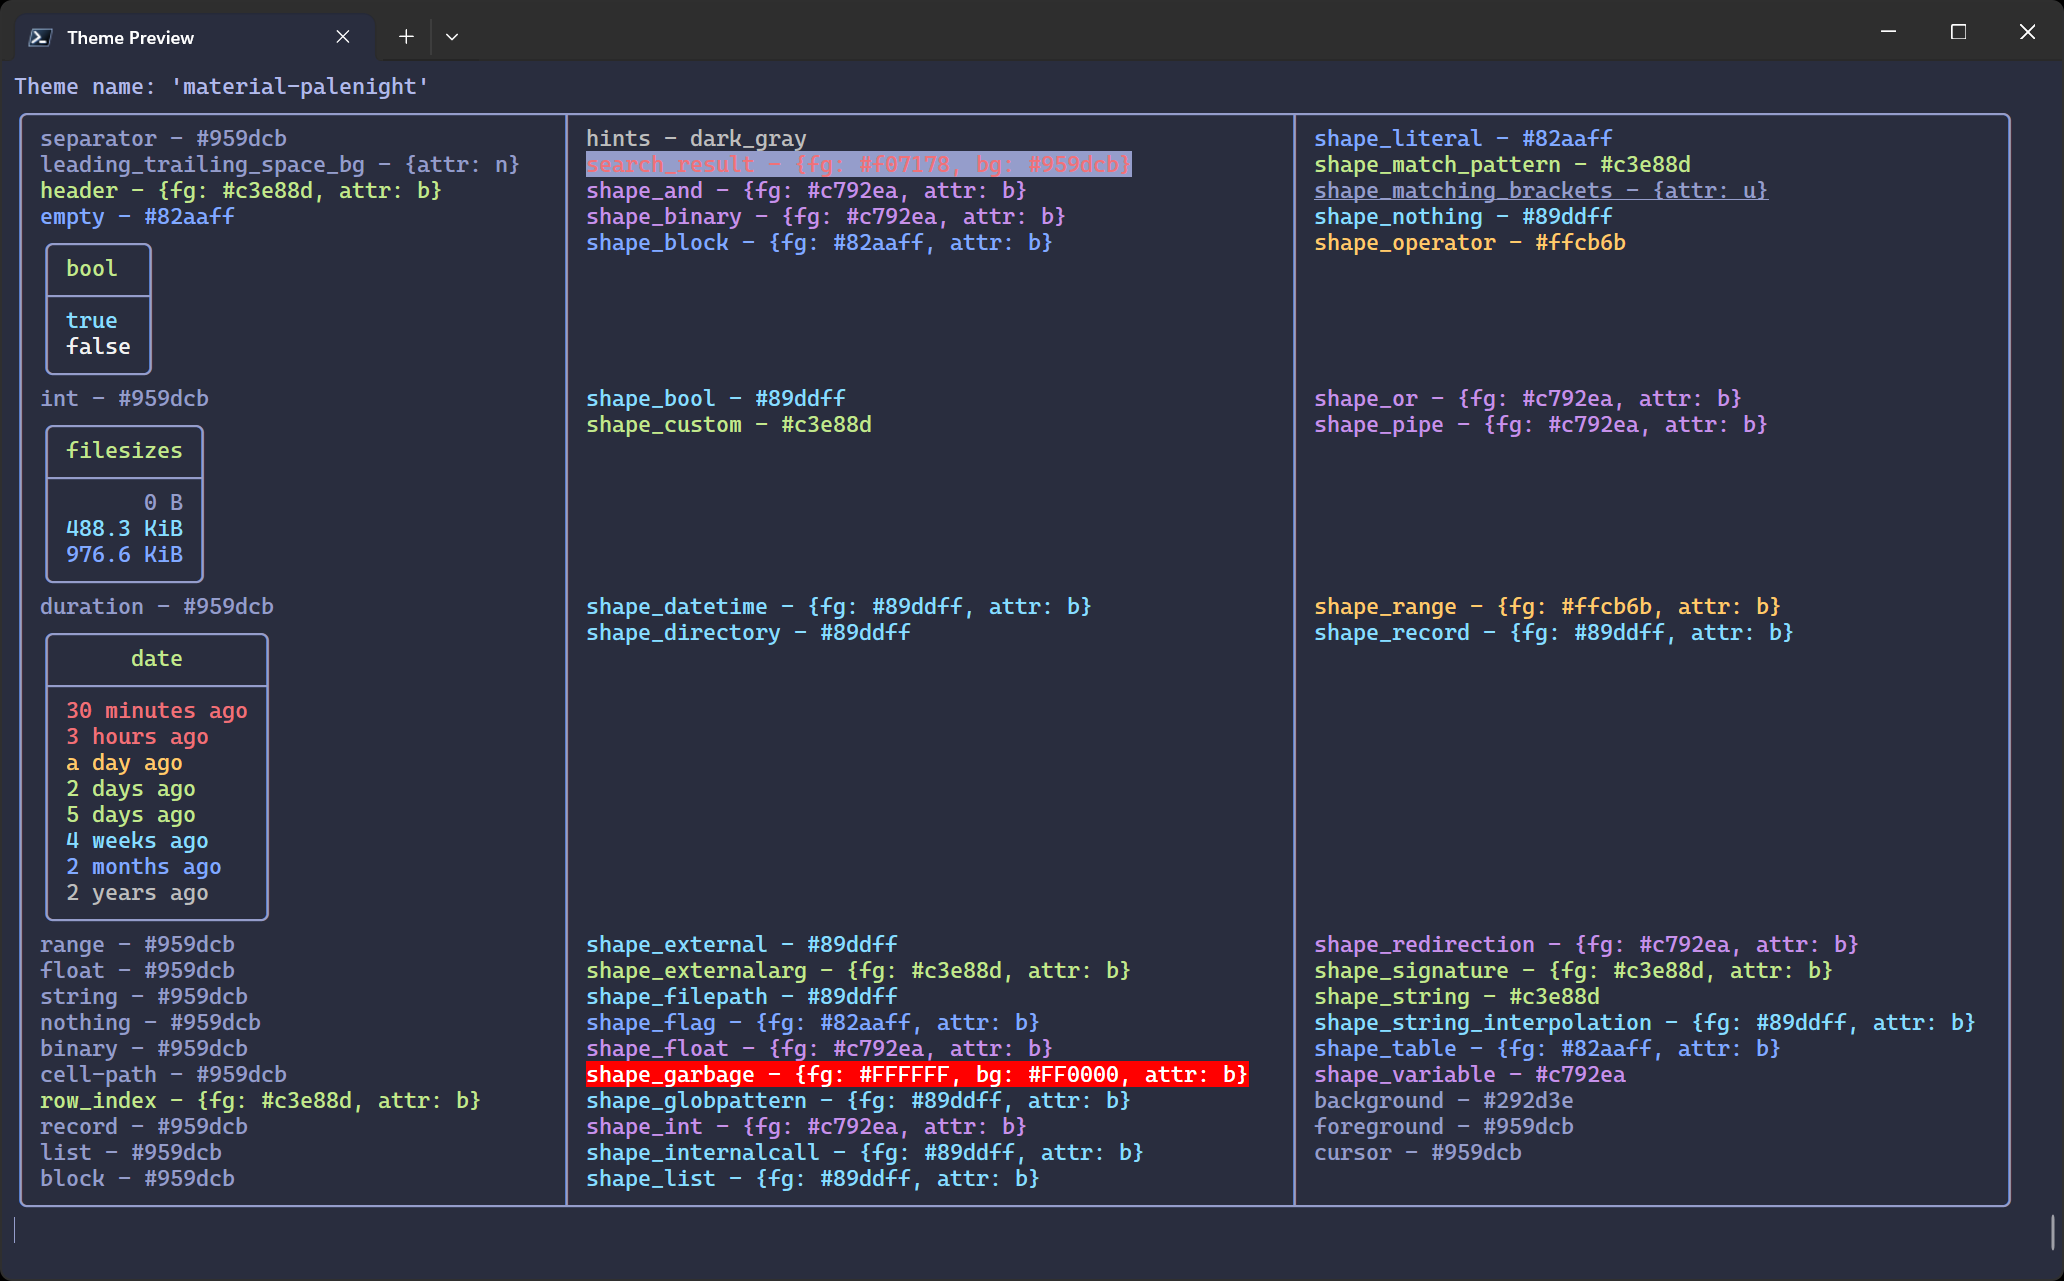 Theme Preview
Theme name: 'material-palenight'
separator - #959dcb
leading_trailing_space_bg - {attr: n}
header - {fg: #c3e88d, attr: b}
empty - #82aaff
bool
true
false
int - #959dcb
filesizes
0 B
488.3 KiB
976.6 KiB
duration - #959dcb
date
30 minutes ago
3 hours ago
a day ago
2 days ago
5 days ago
4 weeks ago
2 months ago
2 years ago
range - #959dcb
float - #959dcb
string - #959dcb
nothing - #959dcb
binary - #959dcb
cell-path - #959dcb
row_index - {fg: #c3e88d, attr: b}
record - #959dcb
list - #959dcb
block - #959dcb
hints - dark_gray
search_result - {fg: #f07178, bg: #959dcb}
shape_and - {fg: #c792ea, attr: b}
shape_binary - {fg: #c792ea, attr: b}
shape_block - {fg: #82aaff, attr: b}
shape_bool - #89ddff
shape_custom - #c3e88d
shape_datetime - {fg: #89ddff, attr: b}
shape_directory - #89ddff
shape_external - #89ddff
shape_externalarg - {fg: #c3e88d, attr: b}
shape_filepath - #89ddff
shape_flag - {fg: #82aaff, attr: b}
shape_float - {fg: #c792ea, attr: b}
shape_garbage - {fg: #FFFFFF, bg: #FF0000, attr: b}
shape_globpattern - {fg: #89ddff, attr: b}
shape_int - {fg: #c792ea, attr: b}
shape_internalcall - {fg: #89ddff, attr: b}
shape_list - {fg: #89ddff, attr: b}
shape_literal - #82aaff
shape_match_pattern - #c3e88d
shape_matching_brackets - {attr: u}
shape_nothing - #89ddff
shape_operator - #ffcb6b
shape_or - {fg: #c792ea, attr: b}
shape_pipe - {fg: #c792ea, attr: b}
shape_range - {fg: #ffcb6b, attr: b}
shape_record - {fg: #89ddff, attr: b}
shape_redirection - {fg: #c792ea, attr: b}
shape_signature - {fg: #c3e88d, attr: b}
shape_string - #c3e88d
shape_string_interpolation - {fg: #89ddff, attr: b}
shape_table - {fg: #82aaff, attr: b}
shape_variable - #c792ea
background - #292d3e
foreground - #959dcb
cursor - #959dcb